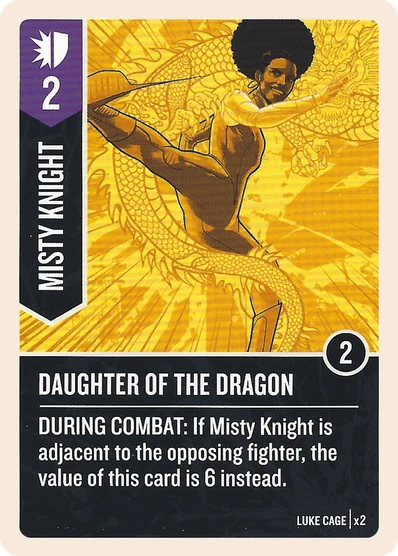 2
MISTY KNIGHT
2
DAUGHTER OF THE DRAGON
DURING COMBAT: If Misty Knight is
adjacent to the opposing fighter, the
value of this card is 6 instead.
LUKE CAGE | x2